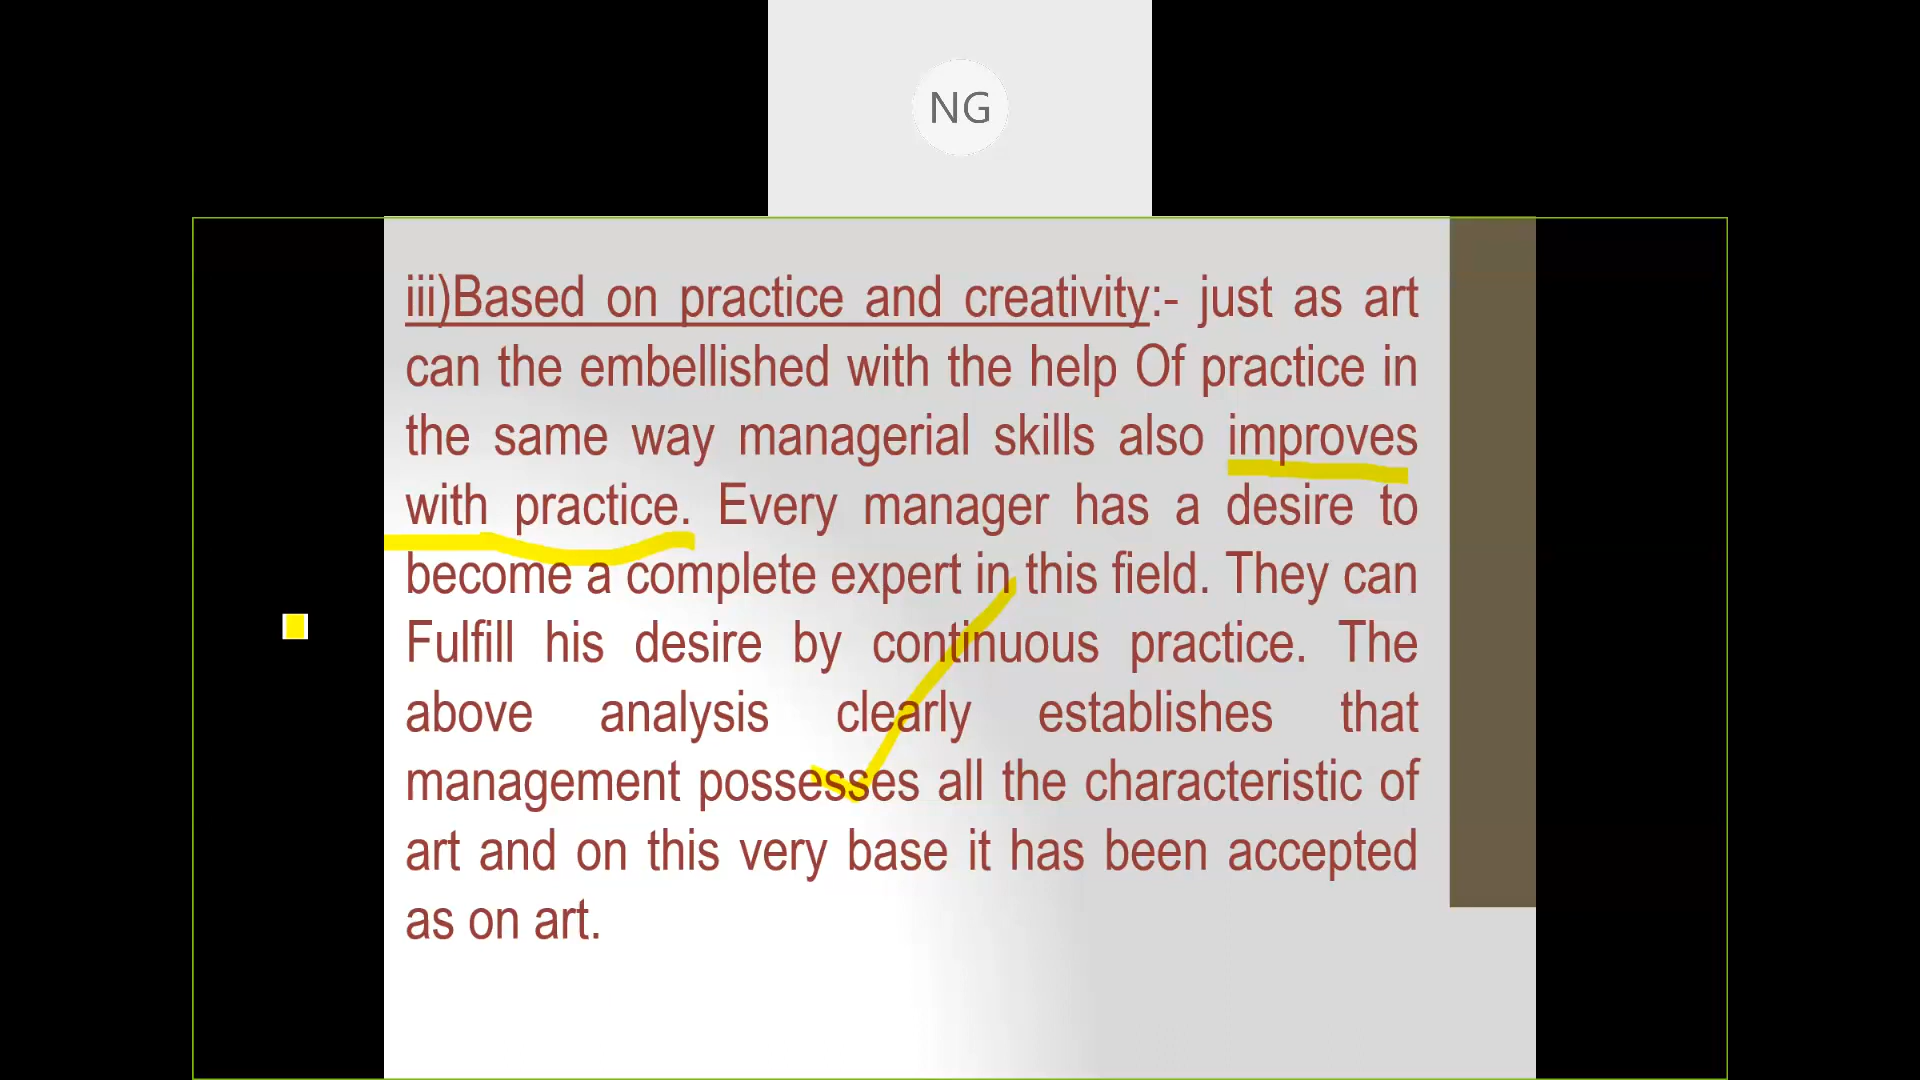 NG
iii)Based on practice and creativity:- just as art
can the embellished with the help Of practice in
the same way managerial skills also improves
with practice. Every manager has a desire to
become a complete expert in this field. They can
Fulfill his desire by continuous practice. The
above analysis clearly establishes that
management possesses all the characteristic of
art and on this very base it has been accepted
as on art.